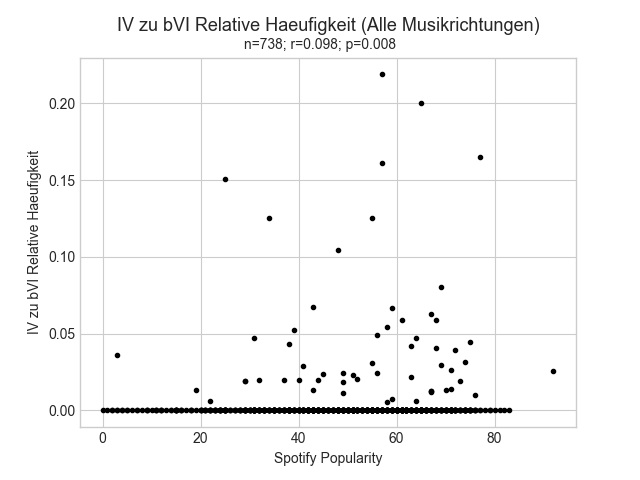 IV zu bVI Relative Haeufigkeit (Alle Musikrichtungen)
n=738; r=0.098; p=0.008
IV zu bVI Relative Haeufigkeit
0.20
0.15
0.10
0.05
0.00
0
20
40
60
80
Spotify Popularity